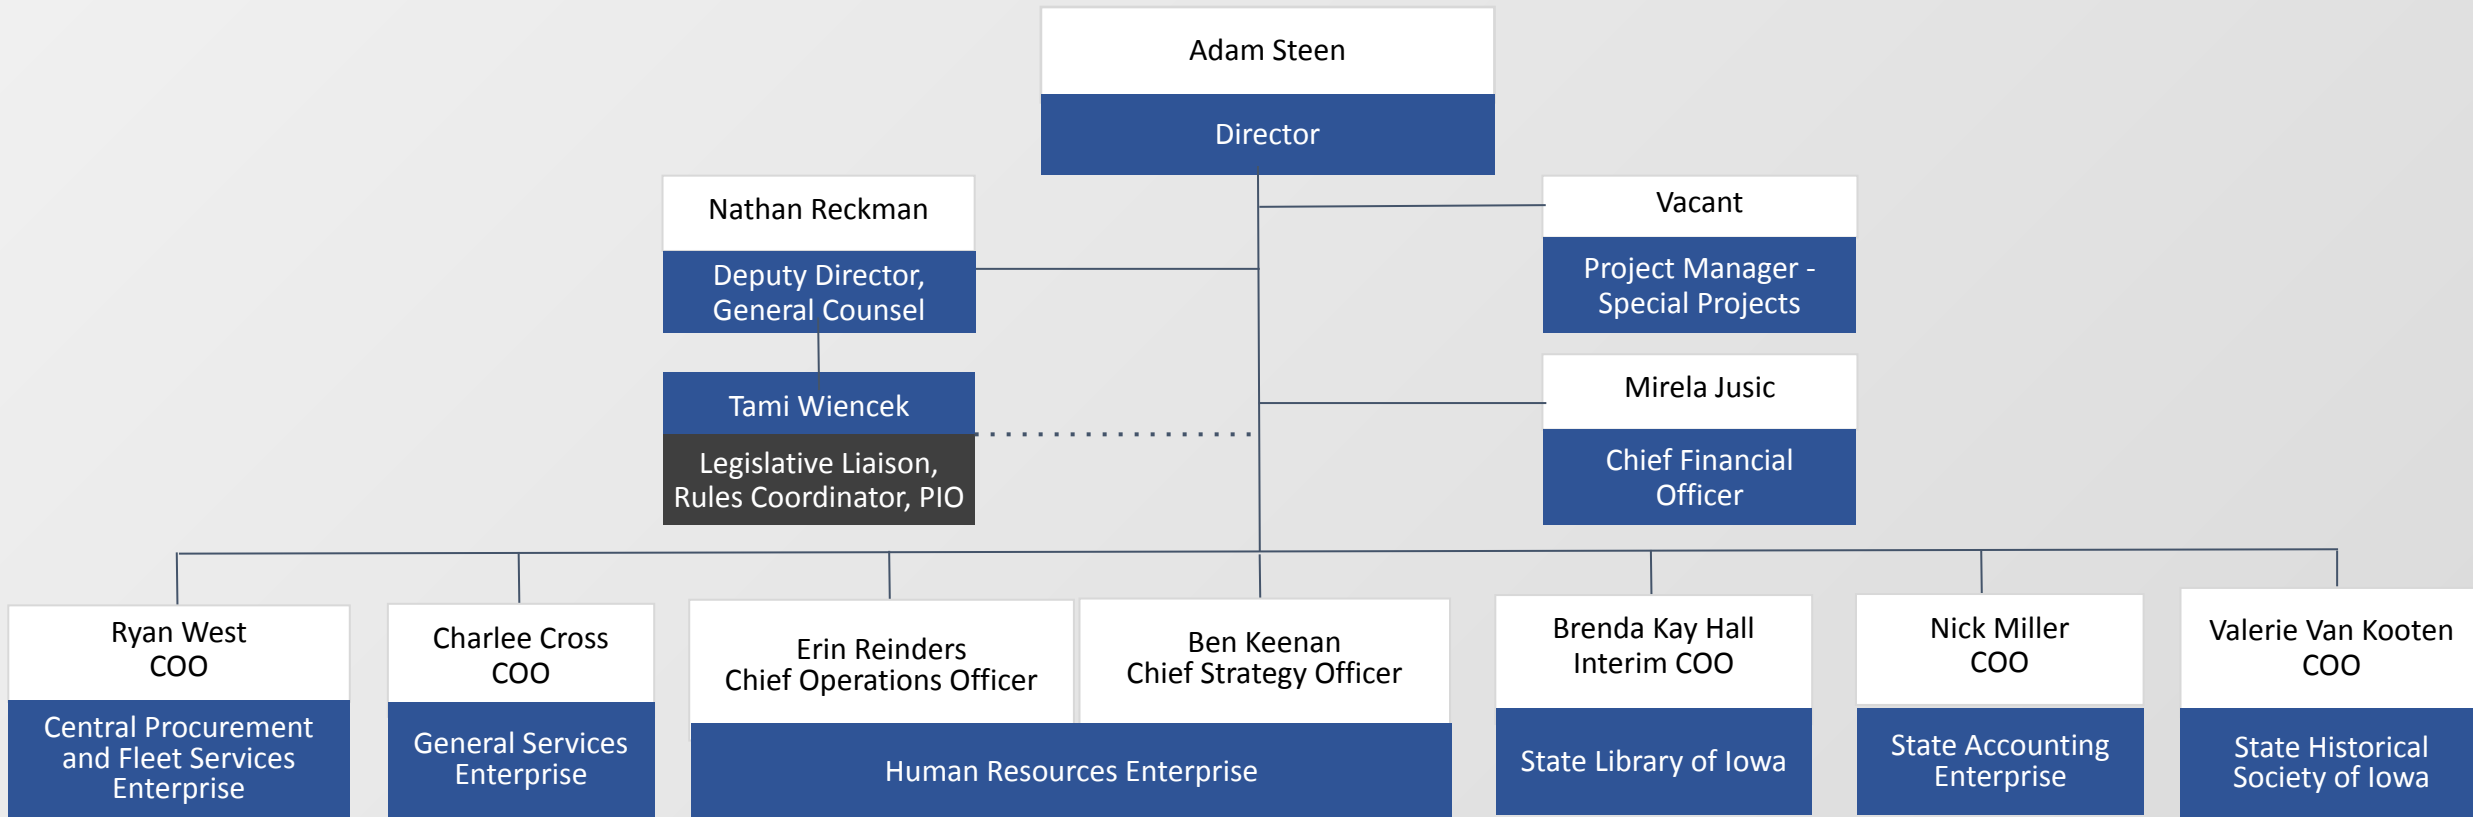 Adam Steen
Director
Nathan Reckman
Deputy Director,
General Counsel
Vacant
Project Manager -
Special Projects
Tami Wiencek
Legislative Liaison,
Rules Coordinator, PIO
Mirela Jusic
Chief Financial
Officer
Ryan West
COO
Central Procurement
and Fleet Services
Enterprise
Charlee Cross
COO
General Services
Enterprise
Erin Reinders
Chief Operations Officer
Ben Keenan
Chief Strategy Officer
Human Resources Enterprise
Brenda Kay Hall
Interim COO
State Library of Iowa
Nick Miller
COO
State Accounting
Enterprise
Valerie Van Kooten
COO
State Historical
Society of Iowa